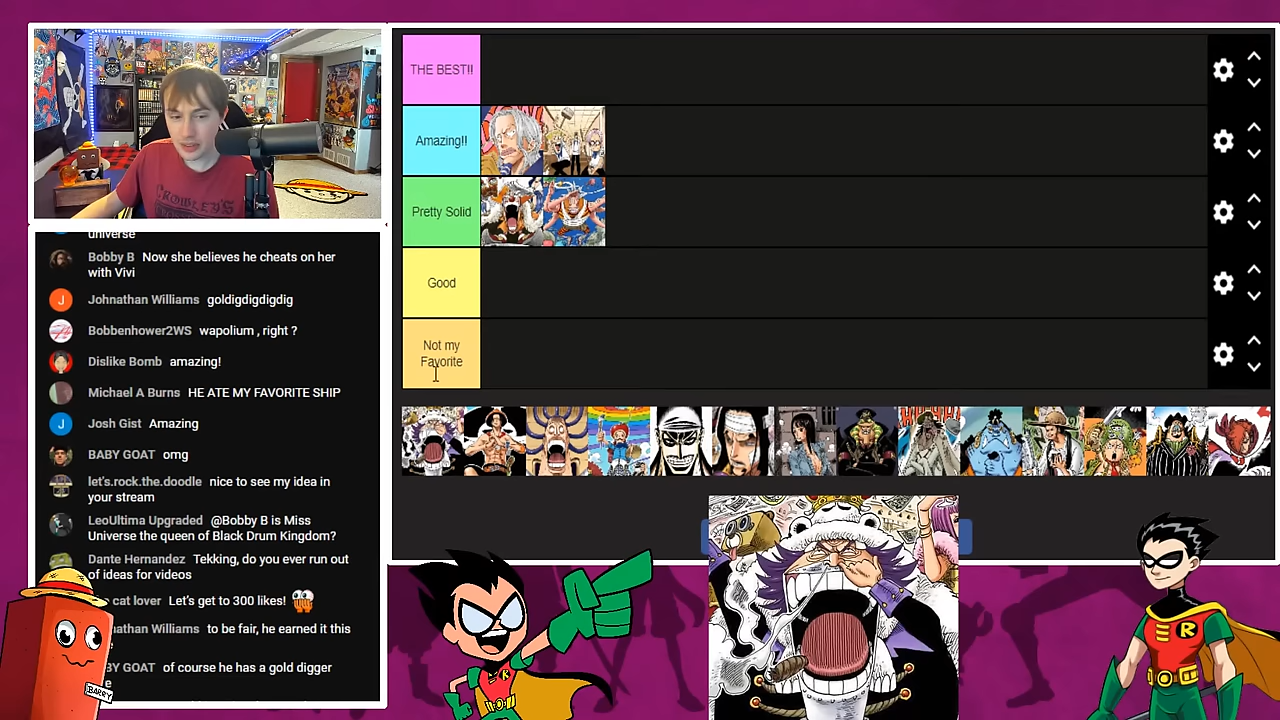 universe
Bobby B Now she believes he cheats on her
with Vivi
J Johnathan Williams goldigdigdigdig
Bobbenhower2WS wapolium , right ?
Dislike Bomb amazing!
Michael A Burns HE ATE MY FAVORITE SHIP
J Josh Gist Amazing
BABY GOAT omg
let's.rock.the.doodle nice to see my idea in
your stream
LeoUltima Upgraded @Bobby B is Miss
Universe the queen of Black Drum Kingdom?
Dante Hernandez Tekking, do you ever run out
of ideas for videos
cat lover Let's get to 300 likes!
nathan Williams to be fair, he earned it this
BY GOAT of course he has a gold digger
THE BEST!!
Amazing!!
Pretty Solid
Good
Not my
Favorite
BARRY
R
R